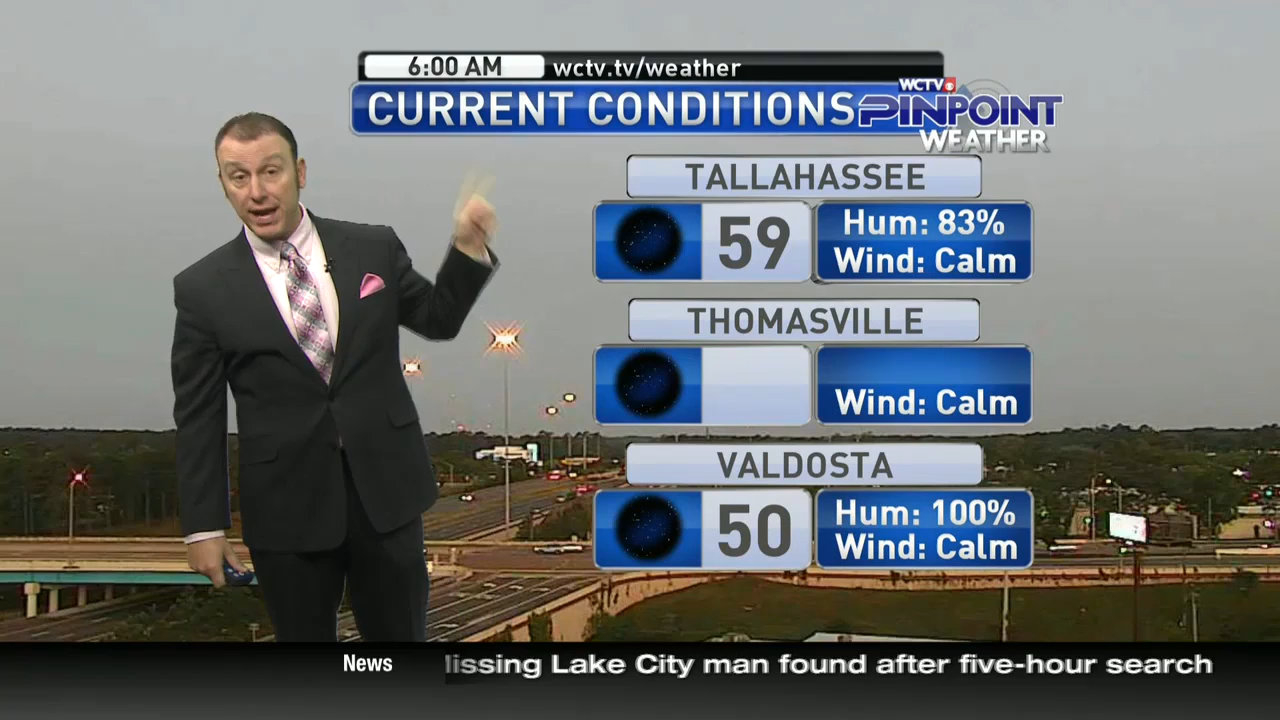 6:00 AM wctv.tv/weather
CURRENT CONDITIONS
WCTV
PINPOINT
WEATHER
TALLAHASSEE
59
Hum: 83%
Wind: Calm
THOMASVILLE
Wind: Calm
VALDOSTA
50
Hum: 100%
Wind: Calm
News
Lake City man found after five-hour search